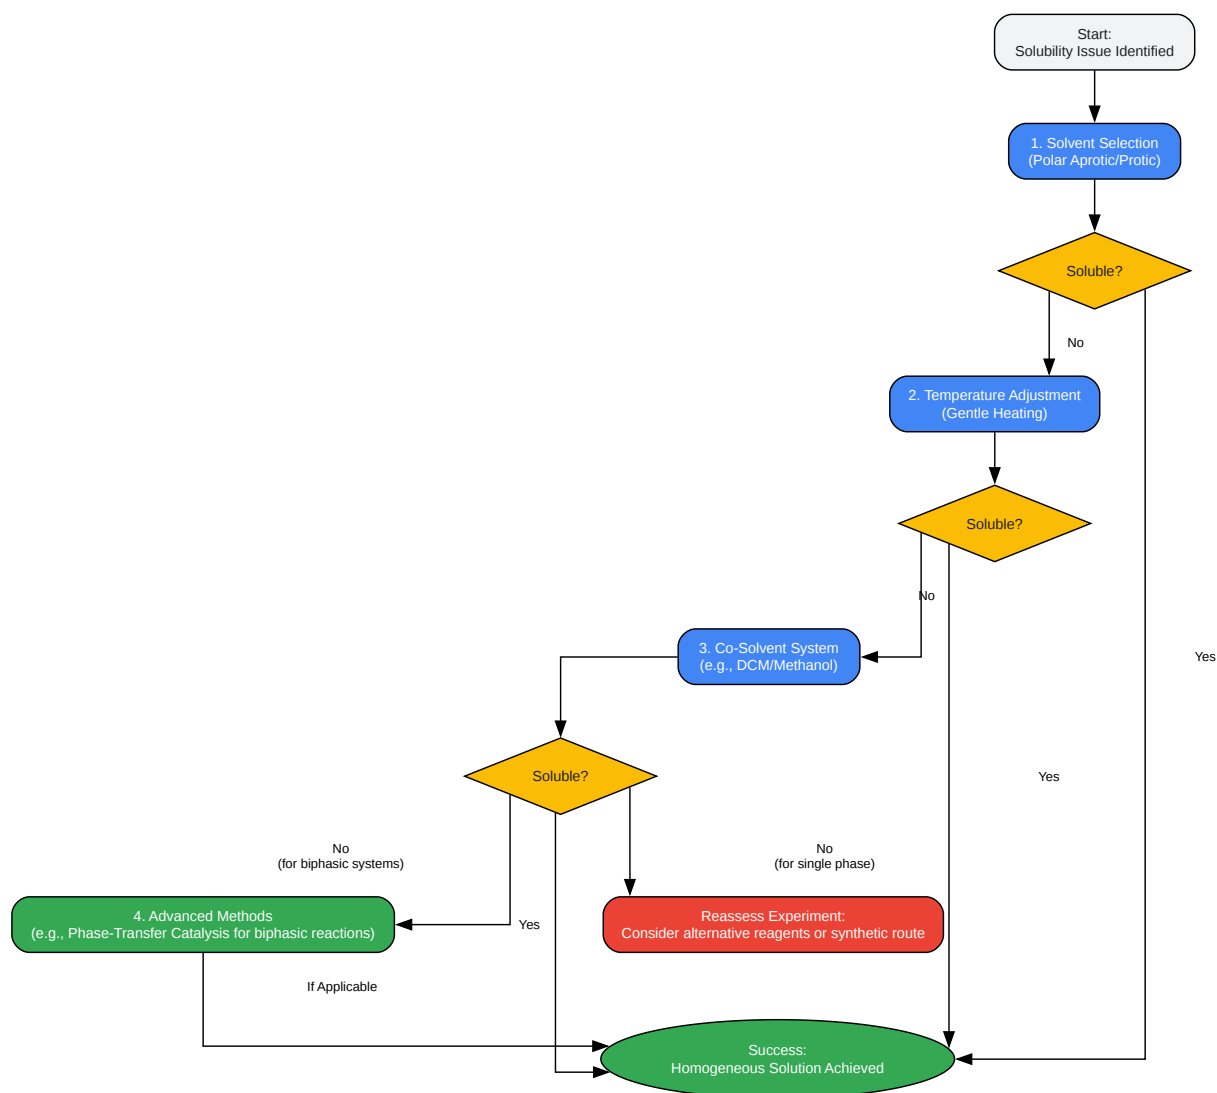 Start:
Solubility Issue Identified
1. Solvent Selection
(Polar Aprotic/Protic)
Soluble?
No
2. Temperature Adjustment
(Gentle Heating)
Soluble?
No
3. Co-Solvent System
(e.g., DCM/Methanol)
Yes
Soluble?
Yes
No
(for biphasic systems)
No
(for single phase)
4. Advanced Methods
(e.g., Phase-Transfer Catalysis for biphasic reactions)
Yes
Reassess Experiment:
Consider alternative reagents or synthetic route
If Applicable
Success:
Homogeneous Solution Achieved